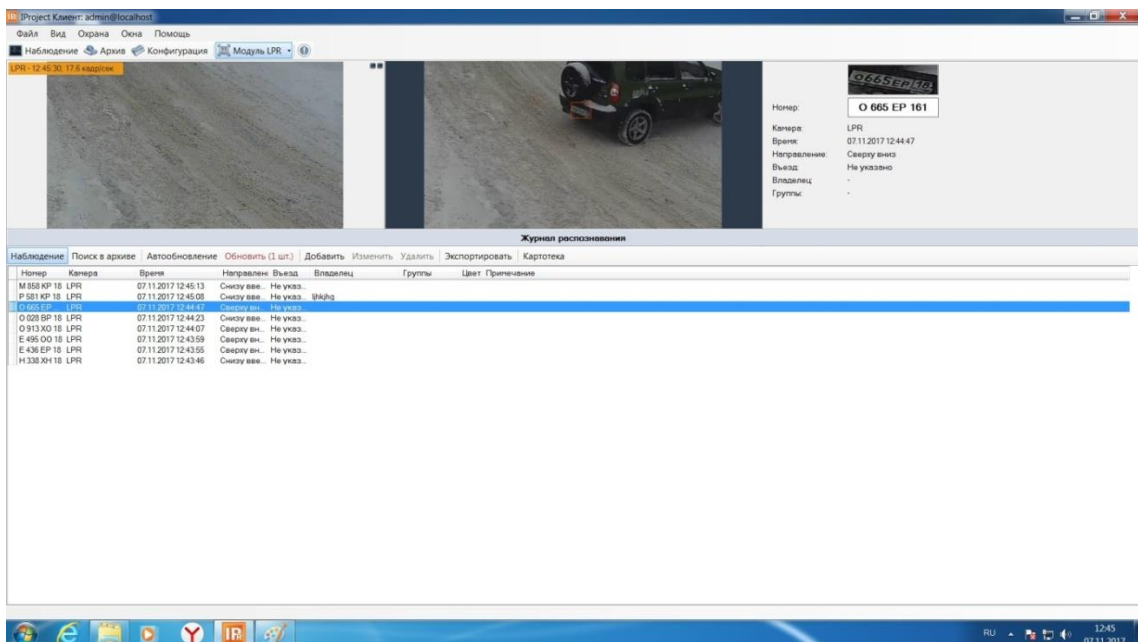 IProject Клиент: admin@localhost
Файл Вид Охрана Окна Помощь
Наблюдение Архив Конфигурация Модуль LPR
LPR - 12:45:30, 17.6 кадр/сек
О665ЕР 16
Номер: О 665 ЕР 161
Камера: LPR
Время: 07.11.2017 12:44:47
Направление: Сверху вниз
Въезд: Не указано
Владелец: -
Группы: -
Журнал распознавания
Наблюдение Поиск в архиве Автообновление Обновить (1 шт.) Добавить Изменить Удалить Экспортировать Картотека
Номер Камера Время Направлен Въезд Владелец Группы Цвет Примечание
М 858 КР 18 LPR 07.11.2017 12:45:13 Снизу вве... Не указ...
Р 581 КР 18 LPR 07.11.2017 12:45:08 Снизу вве... Не указ... ljhkjhg
О 665 ЕР LPR 07.11.2017 12:44:47 Сверху вн... Не указ...
О 028 ВР 18 LPR 07.11.2017 12:44:23 Снизу вве... Не указ...
О 913 ХО 18 LPR 07.11.2017 12:44:07 Сверху вн... Не указ...
Е 495 ОО 18 LPR 07.11.2017 12:43:59 Сверху вн... Не указ...
Е 436 ЕР 18 LPR 07.11.2017 12:43:55 Сверху вн... Не указ...
Н 338 ХН 18 LPR 07.11.2017 12:43:46 Снизу вве... Не указ...
RU 12:45
07.11.2017